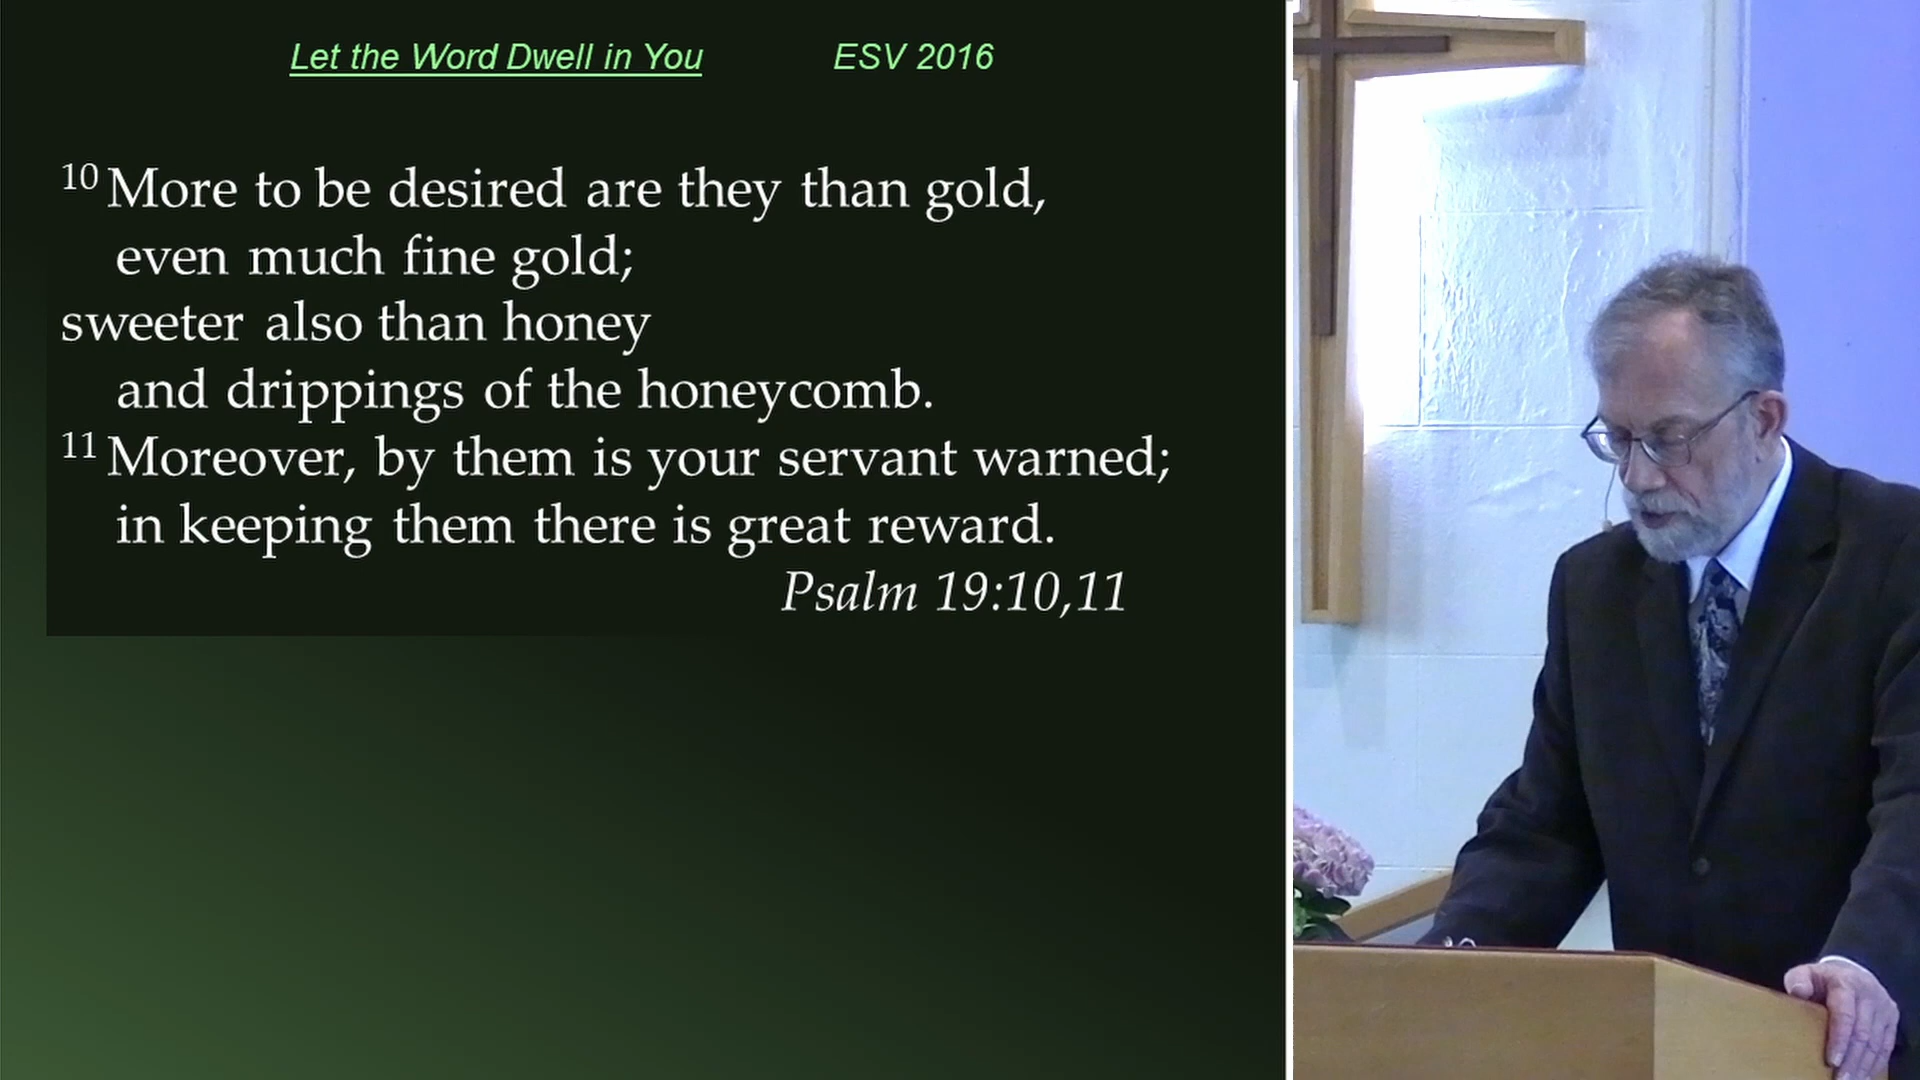 Let the Word Dwell in You ESV 2016
10 More to be desired are they than gold,
even much fine gold;
sweeter also than honey
and drippings of the honeycomb.
11 Moreover, by them is your servant warned;
in keeping them there is great reward.
Psalm 19:10,11